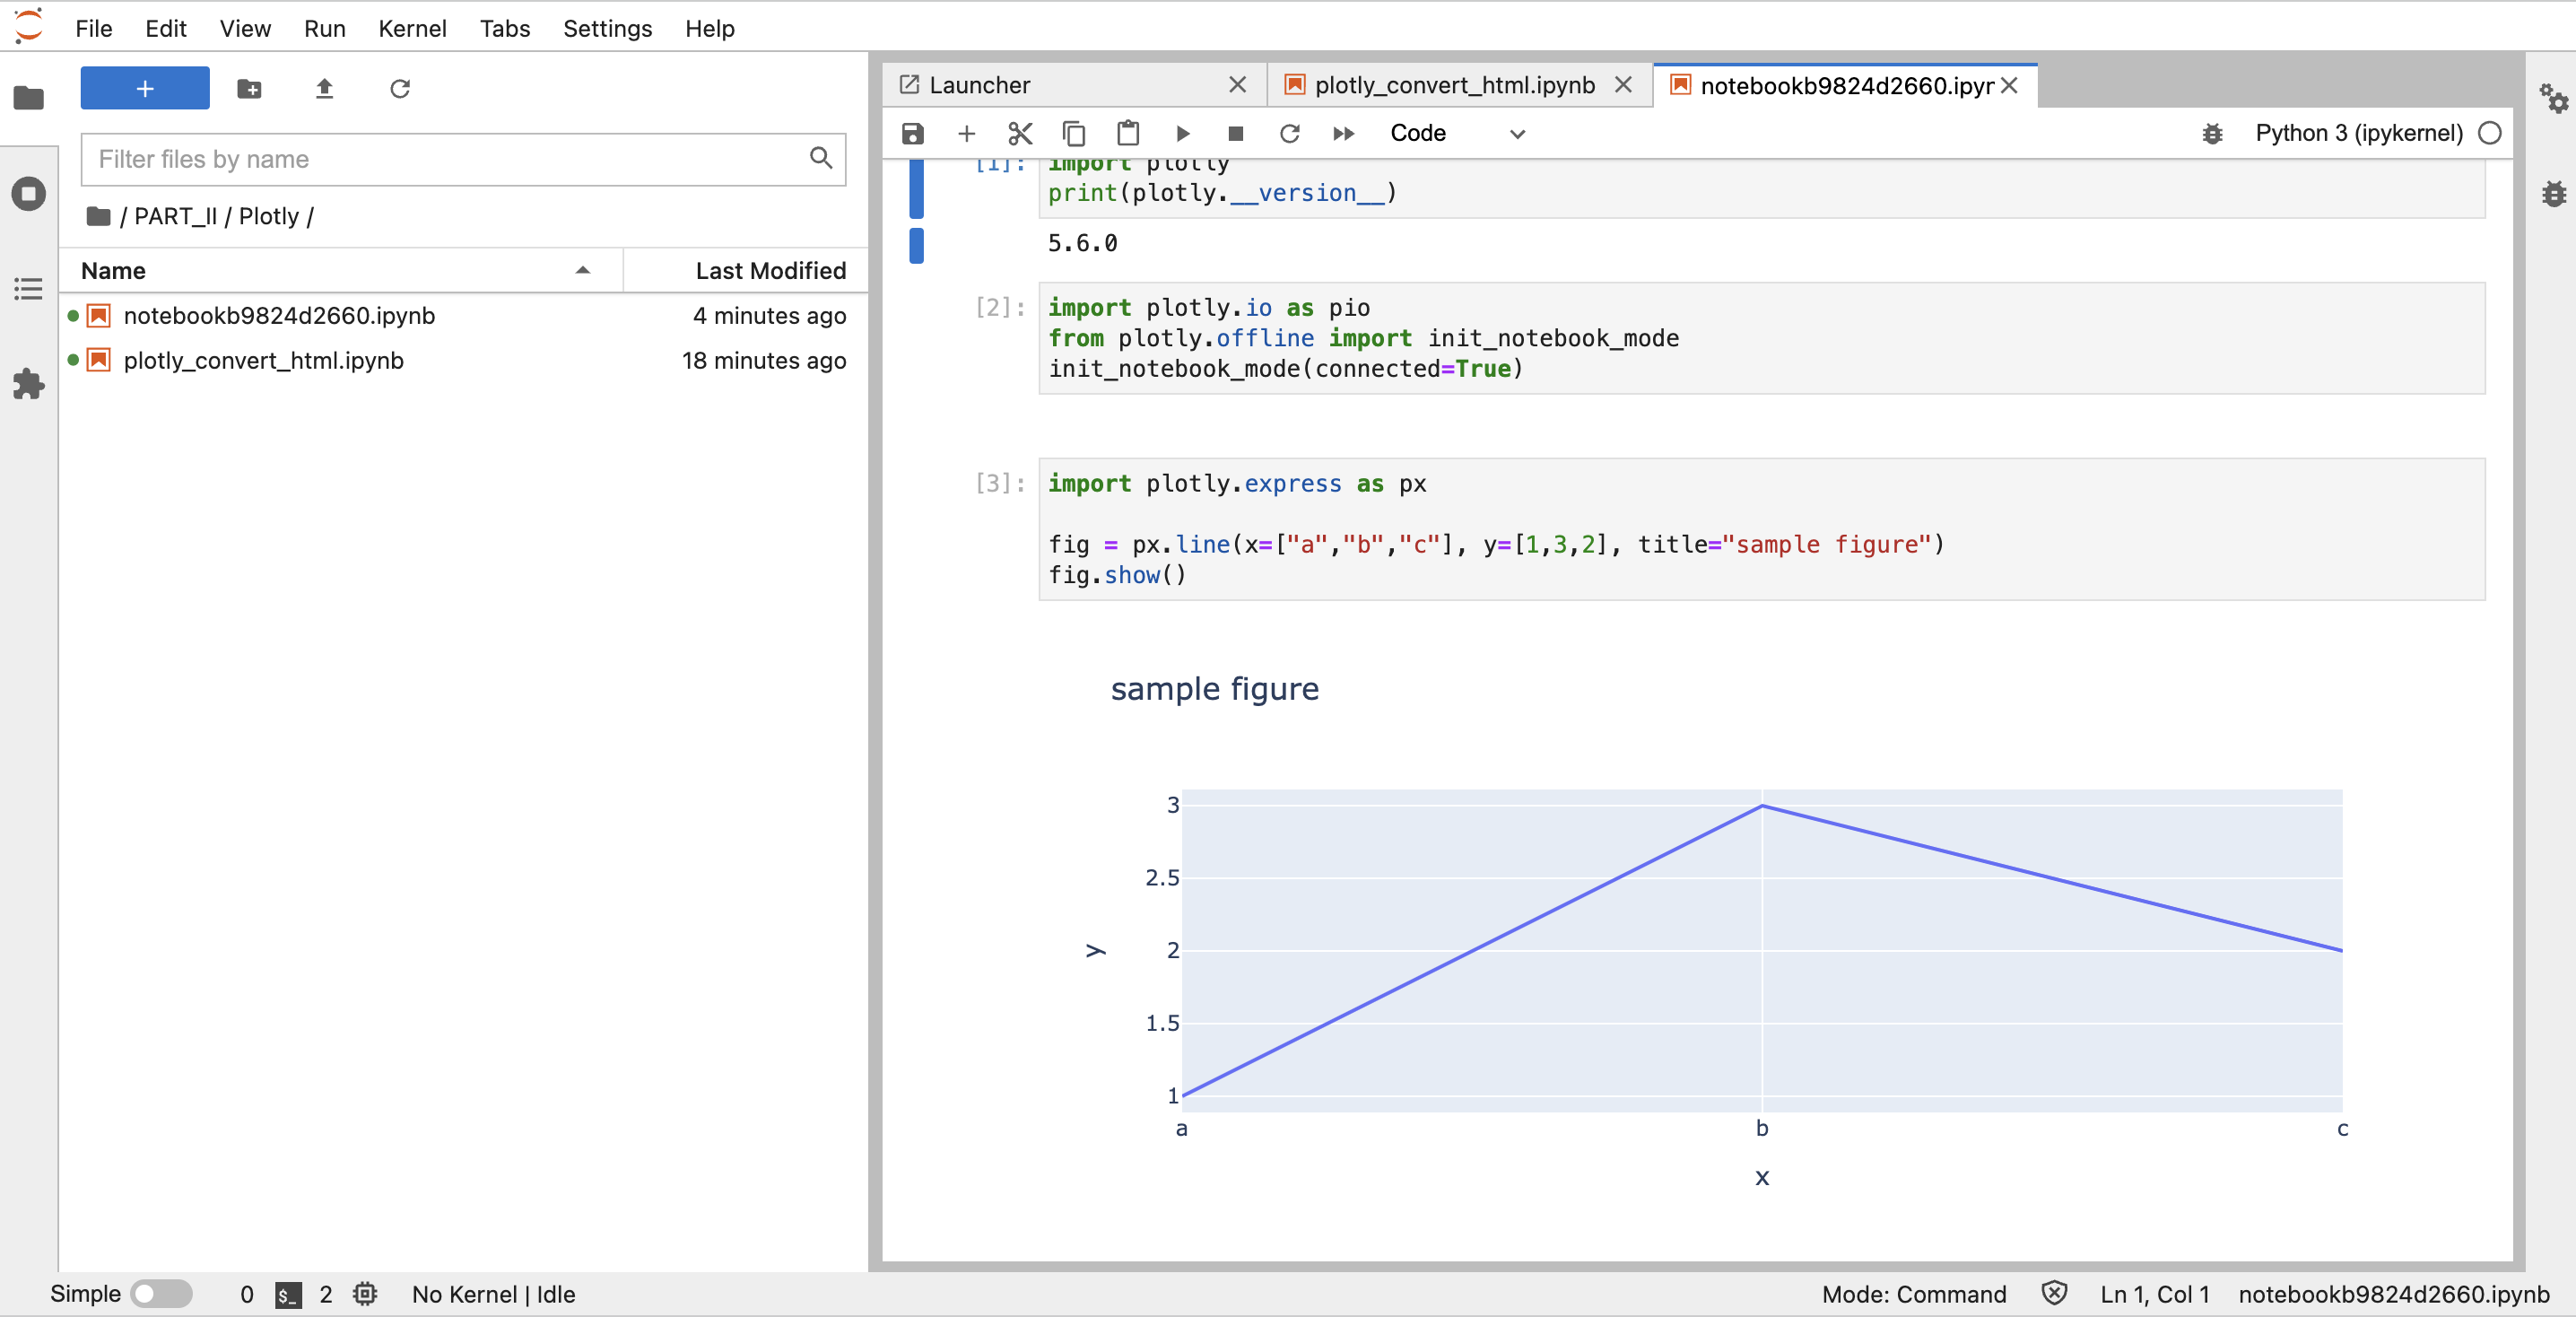 File Edit View Run Kernel Tabs Settings Help
+
Filter files by name
/ PART_II / Plotly /
Name Last Modified
notebookb9824d2660.ipynb 4 minutes ago
plotly_convert_html.ipynb 18 minutes ago
Launcher plotly_convert_html.ipynb notebookb9824d2660.ipyr
Code Python 3 (ipykernel)
[1]: import plotly
print(plotly.__version__)
5.6.0
[2]: import plotly.io as pio
from plotly.offline import init_notebook_mode
init_notebook_mode(connected=True)
[3]: import plotly.express as px
fig = px.line(x=["a","b","c"], y=[1,3,2], title="sample figure")
fig.show()
sample figure
3
2.5
2
1.5
1
y
a b c
x
Simple 0 $_ 2 No Kernel | Idle Mode: Command Ln 1, Col 1 notebookb9824d2660.ipynb